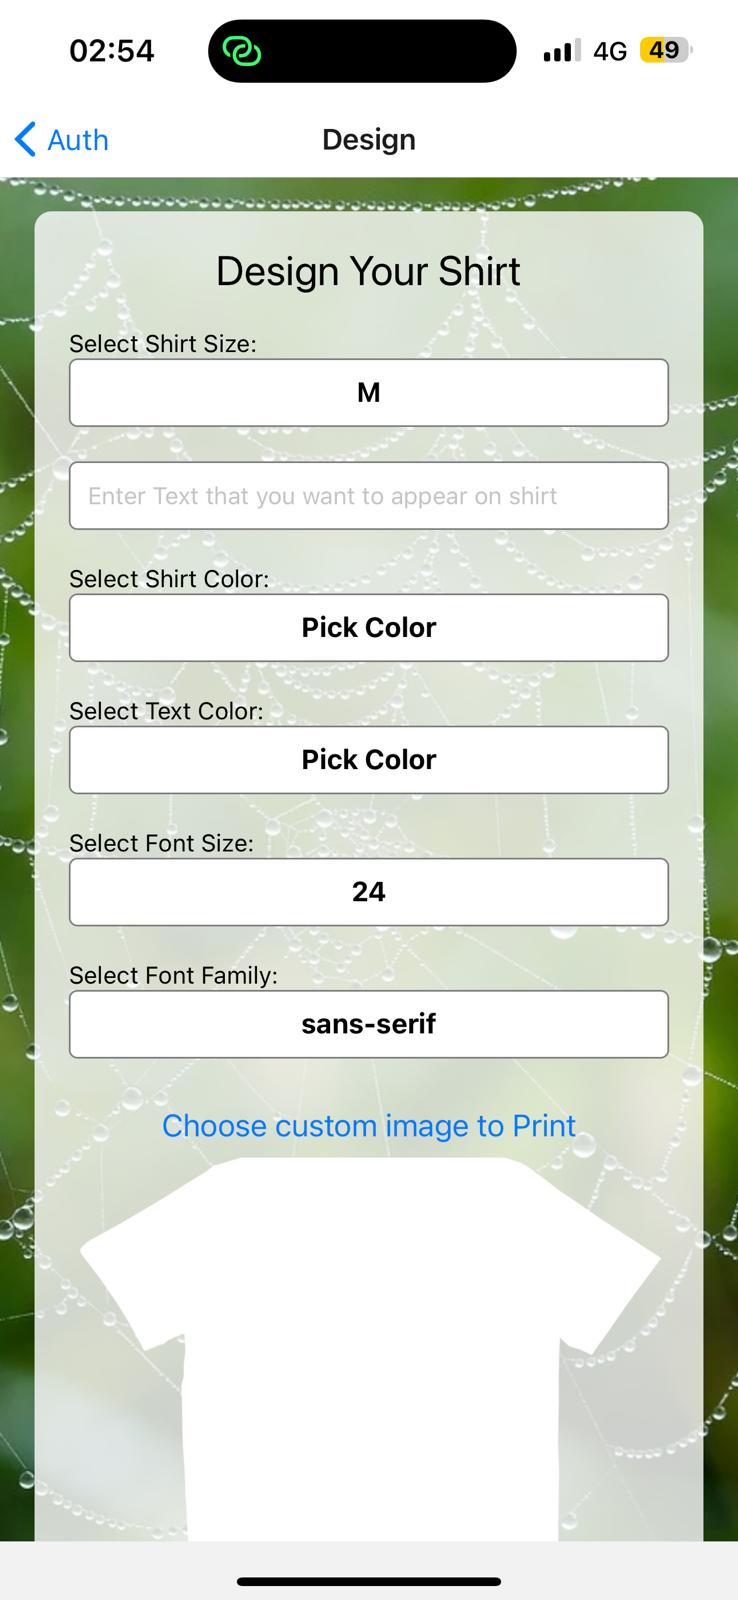 02:54
4G
49
Auth
Design
Design Your Shirt
Select Shirt Size:
M
Enter Text that you want to appear on shirt
Select Shirt Color:
Pick Color
Select Text Color:
Pick Color
Select Font Size:
24
Select Font Family:
sans-serif
Choose custom image to Print